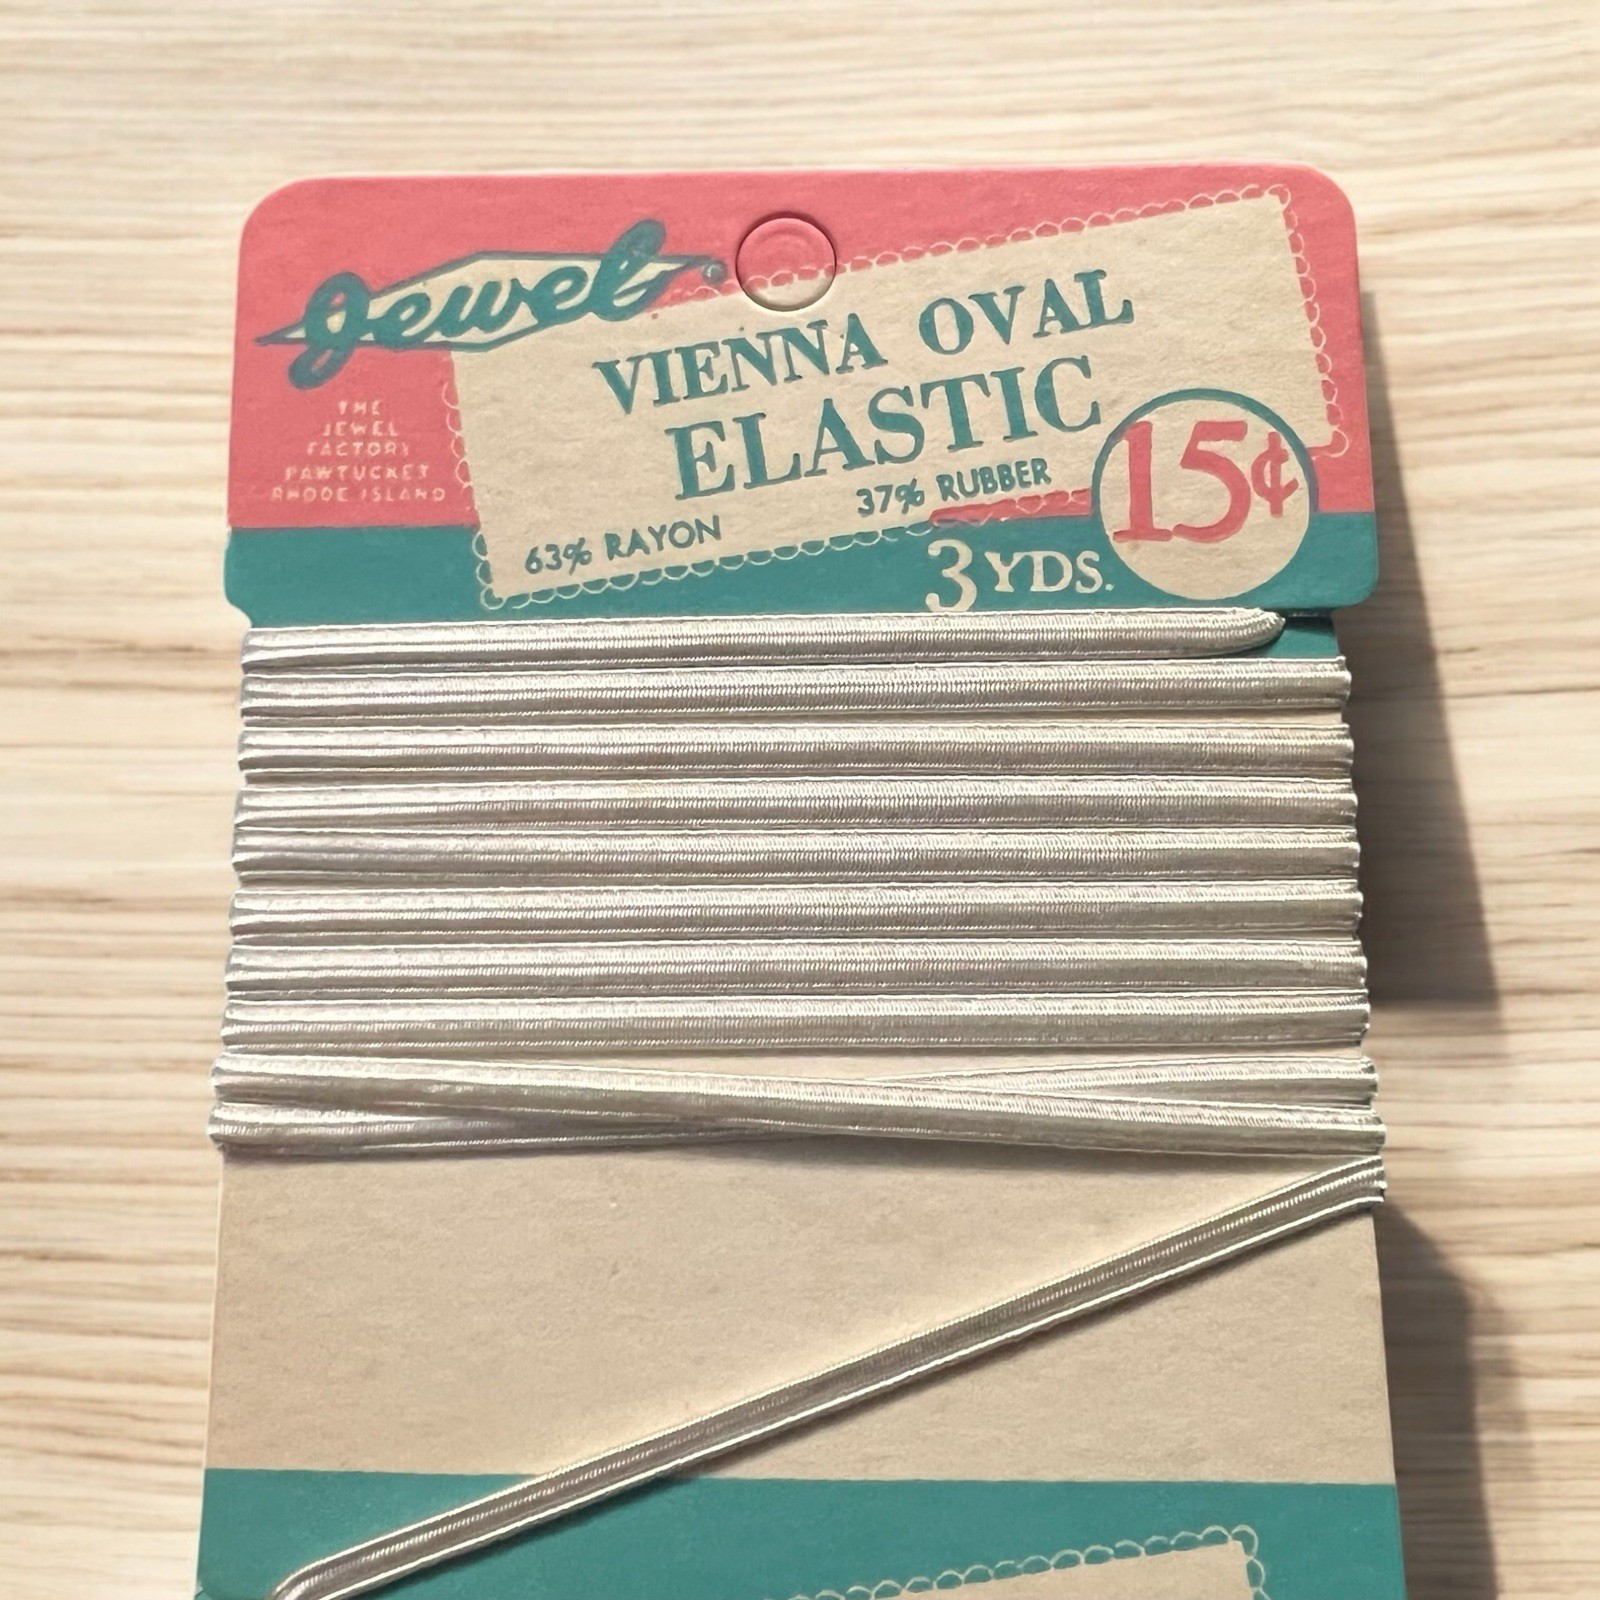 Jewel
THE
JEWEL
FACTORY
PAWTUCKET
RHODE ISLAND
VIENNA OVAL
ELASTIC
63% RAYON 37% RUBBER
3 YDS.
15¢